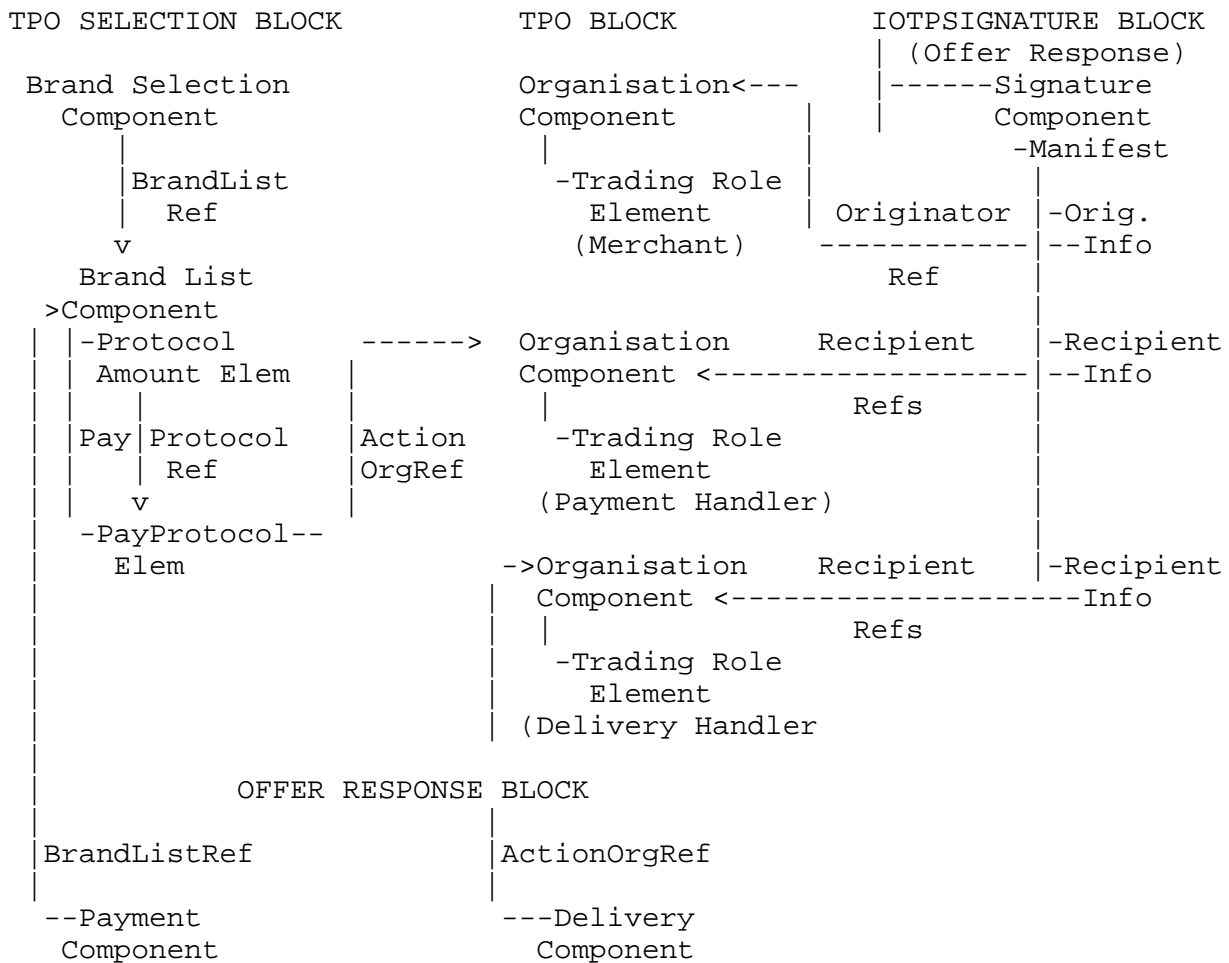 TPO SELECTION BLOCK TPO BLOCK IOTPSIGNATURE BLOCK
(Offer Response)
Brand Selection Organisation<--- |------Signature
Component Component | | Component
| | | -Manifest
|BrandList -Trading Role | |
| Ref Element | Originator |-Orig.
v (Merchant) ------------|--Info
Brand List Ref |
>Component |
| |-Protocol ------> Organisation Recipient |-Recipient
| | Amount Elem | Component <------------------|--Info
| | | | | Refs |
| |Pay|Protocol |Action -Trading Role |
| | | Ref |OrgRef Element |
| | v | (Payment Handler) |
| -PayProtocol-- |
| Elem ->Organisation Recipient |-Recipient
| | Component <--------------------Info
| | | Refs
| | -Trading Role
| | Element
| | (Delivery Handler
|
| OFFER RESPONSE BLOCK
| |
|BrandListRef |ActionOrgRef
| |
--Payment ---Delivery
Component Component